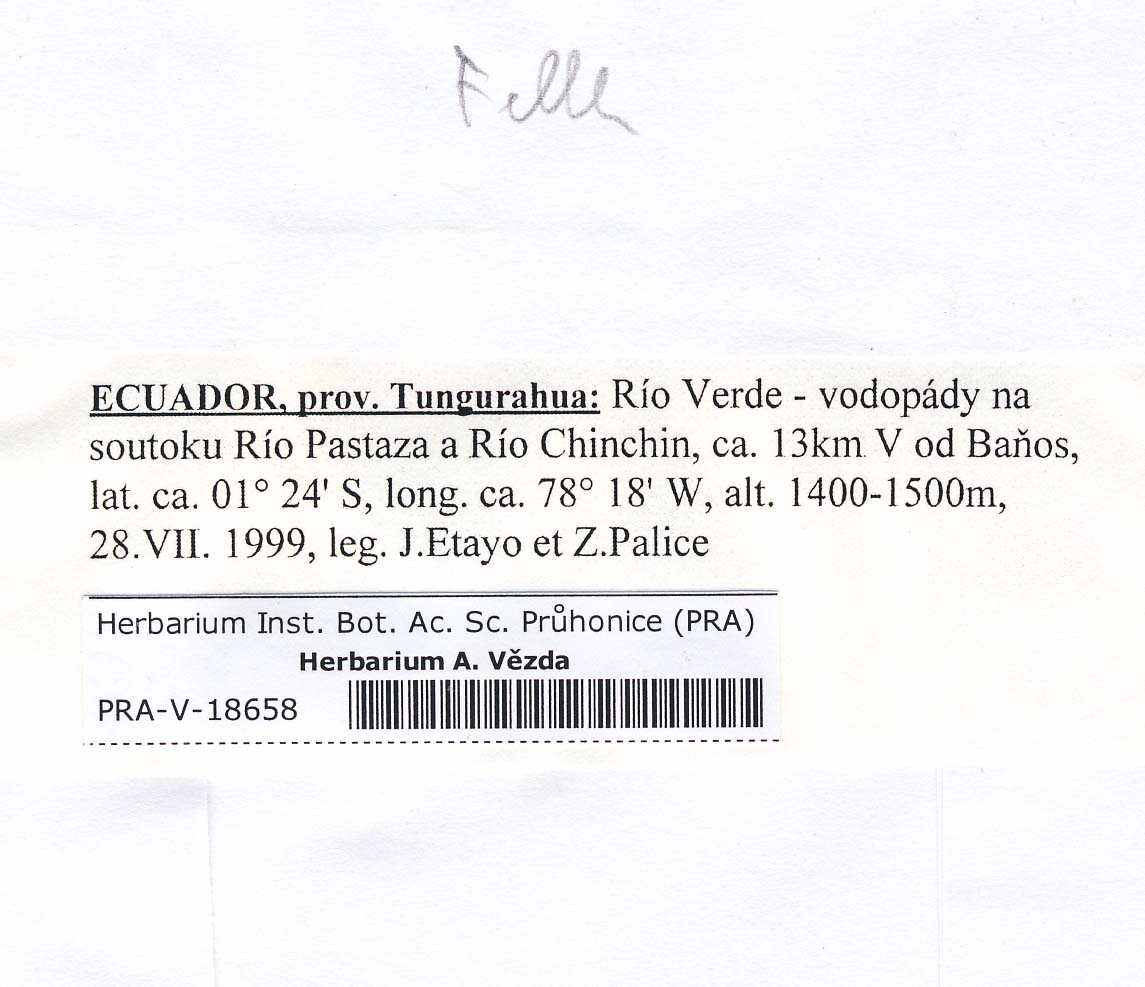 ECUADOR, prov. Tungurahua: Río Verde - vodopády na
soutoku Río Pastaza a Río Chinchin, ca. 13km V od Baňos,
lat. ca. 01° 24' S, long. ca. 78° 18' W, alt. 1400-1500m,
28.VII. 1999, leg. J.Etayo et Z.Palice
Herbarium Inst. Bot. Ac. Sc. Průhonice (PRA)
Herbarium A. Vězda
PRA-V-18658